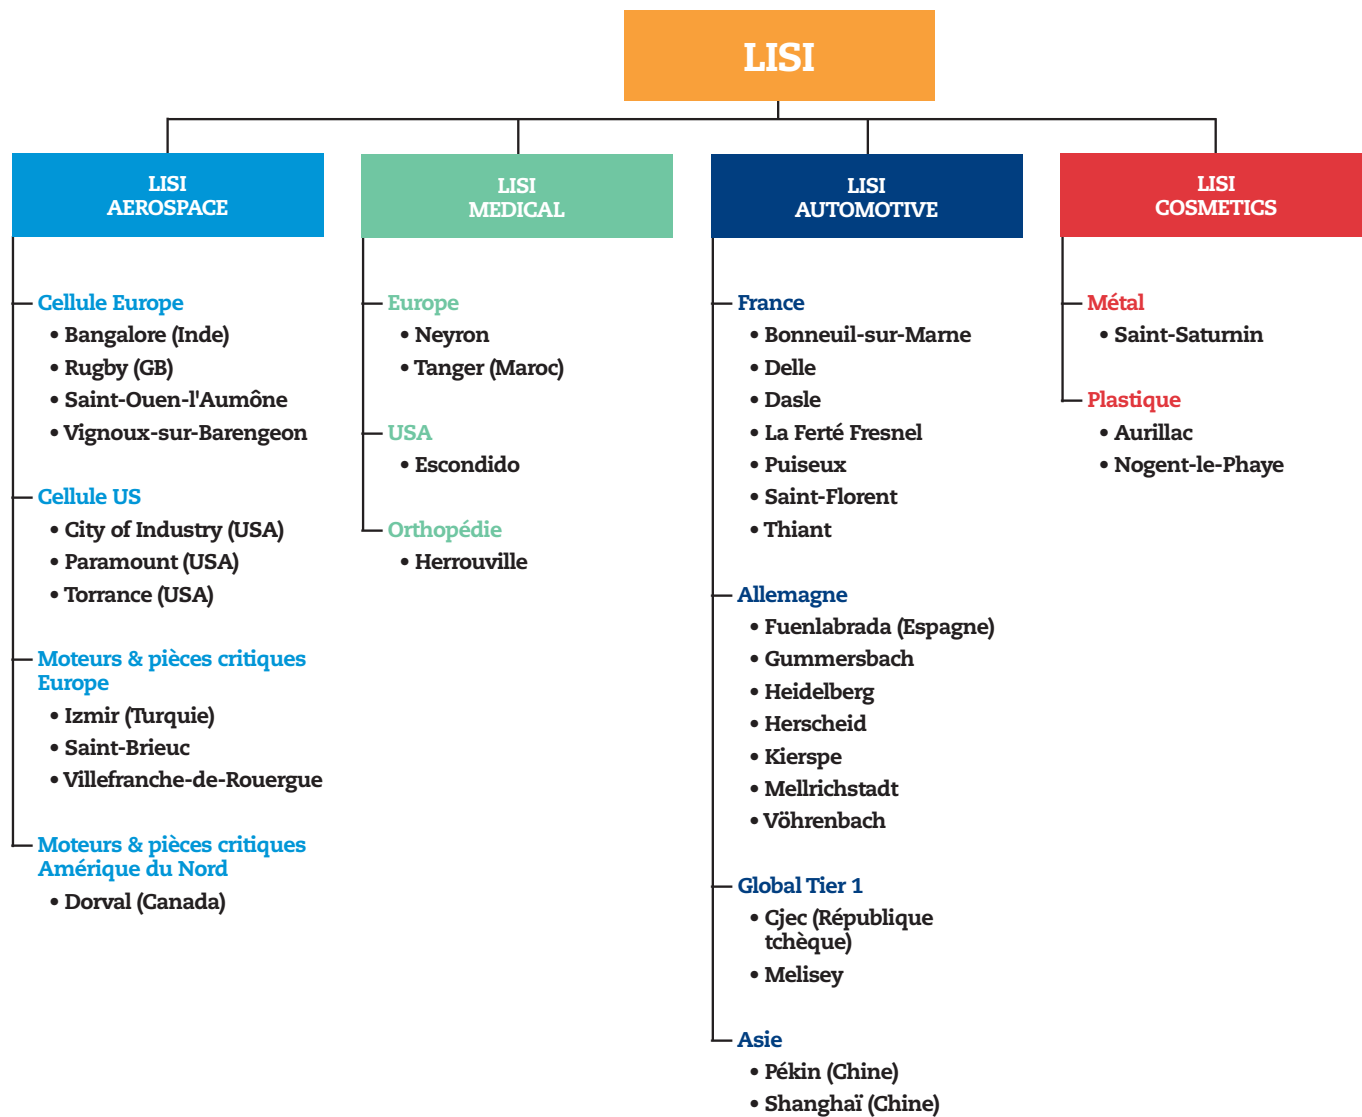 LISI
LISI
AEROSPACE
Cellule Europe
• Bangalore (Inde)
• Rugby (GB)
• Saint-Ouen-l'Aumône
• Vignoux-sur-Barengeon
Cellule US
• City of Industry (USA)
• Paramount (USA)
• Torrance (USA)
Moteurs & pièces critiques
Europe
• Izmir (Turquie)
• Saint-Brieuc
• Villefranche-de-Rouergue
Moteurs & pièces critiques
Amérique du Nord
• Dorval (Canada)
LISI
MEDICAL
Europe
• Neyron
• Tanger (Maroc)
USA
• Escondido
Orthopédie
• Herrouville
LISI
AUTOMOTIVE
France
• Bonneuil-sur-Marne
• Delle
• Dasle
• La Ferté Fresnel
• Puiseux
• Saint-Florent
• Thiant
Allemagne
• Fuenlabrada (Espagne)
• Gummersbach
• Heidelberg
• Herscheid
• Kierspe
• Mellrichstadt
• Vöhrenbach
Global Tier 1
• Cjec (République
tchèque)
• Melisey
Asie
• Pékin (Chine)
• Shanghaï (Chine)
LISI
COSMETICS
Métal
• Saint-Saturnin
Plastique
• Aurillac
• Nogent-le-Phaye